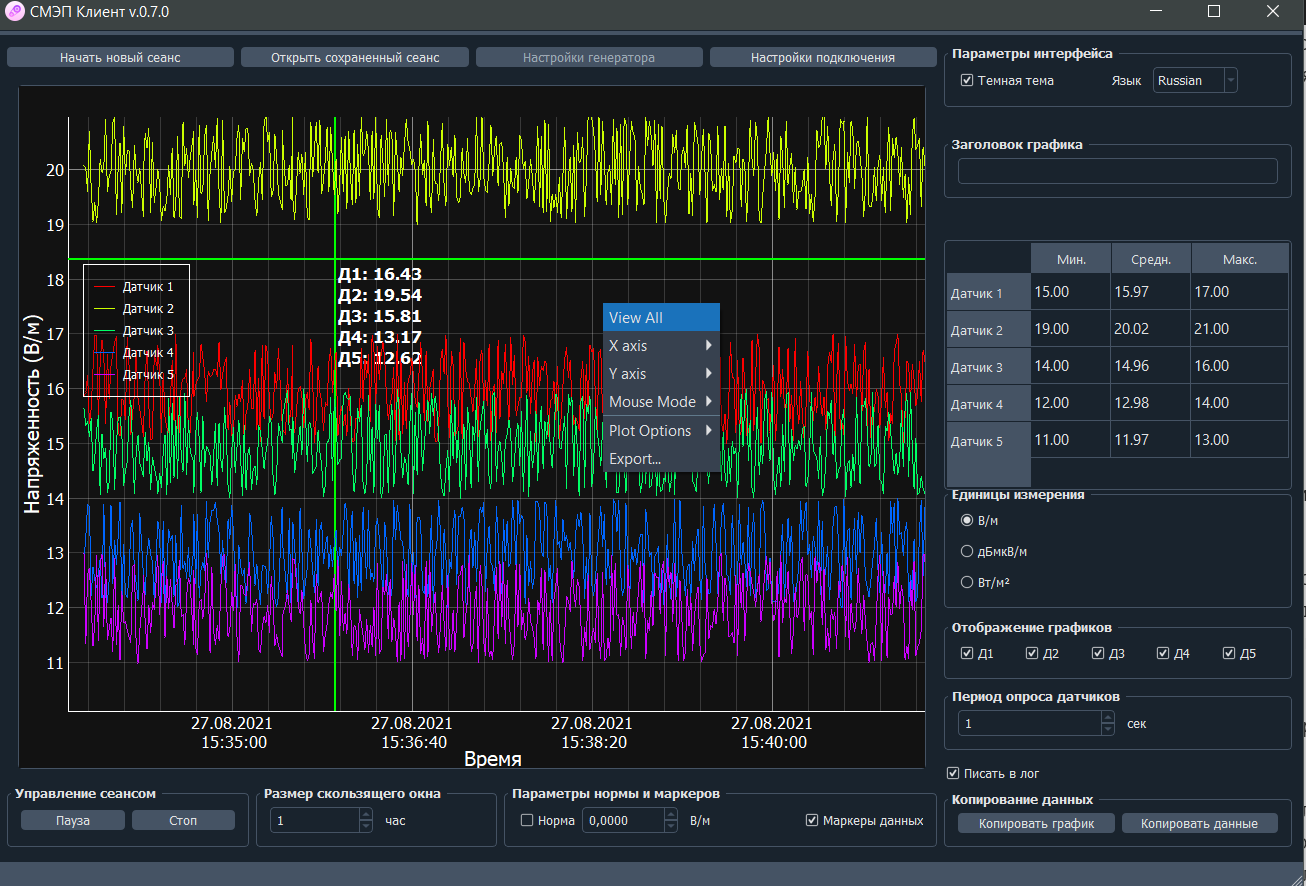 СМЭП Клиент v.0.7.0
Начать новый сеанс
Открыть сохраненный сеанс
Настройки генератора
Настройки подключения
Параметры интерфейса
Темная тема
Язык
Russian
Заголовок графика
Напряженность (В/м)
20
19
18
17
16
15
14
13
12
11
Датчик 1
Датчик 2
Датчик 3
Датчик 4
Датчик 5
Д1: 16.43
Д2: 19.54
Д3: 15.81
Д4: 13.17
Д5: 12.62
View All
X axis
Y axis
Mouse Mode
Plot Options
Export...
27.08.2021
15:35:00
27.08.2021
15:36:40
27.08.2021
15:38:20
27.08.2021
15:40:00
Время
Мин. Средн. Макс.
Датчик 1 15.00 15.97 17.00
Датчик 2 19.00 20.02 21.00
Датчик 3 14.00 14.96 16.00
Датчик 4 12.00 12.98 14.00
Датчик 5 11.00 11.97 13.00
Единицы измерения
В/м
дБмкВ/м
Вт/м²
Отображение графиков
Д1 Д2 Д3 Д4 Д5
Период опроса датчиков
1 сек
Писать в лог
Управление сеансом
Пауза
Стоп
Размер скользящего окна
1 час
Параметры нормы и маркеров
Норма 0,0000 В/м
Маркеры данных
Копирование данных
Копировать график
Копировать данные